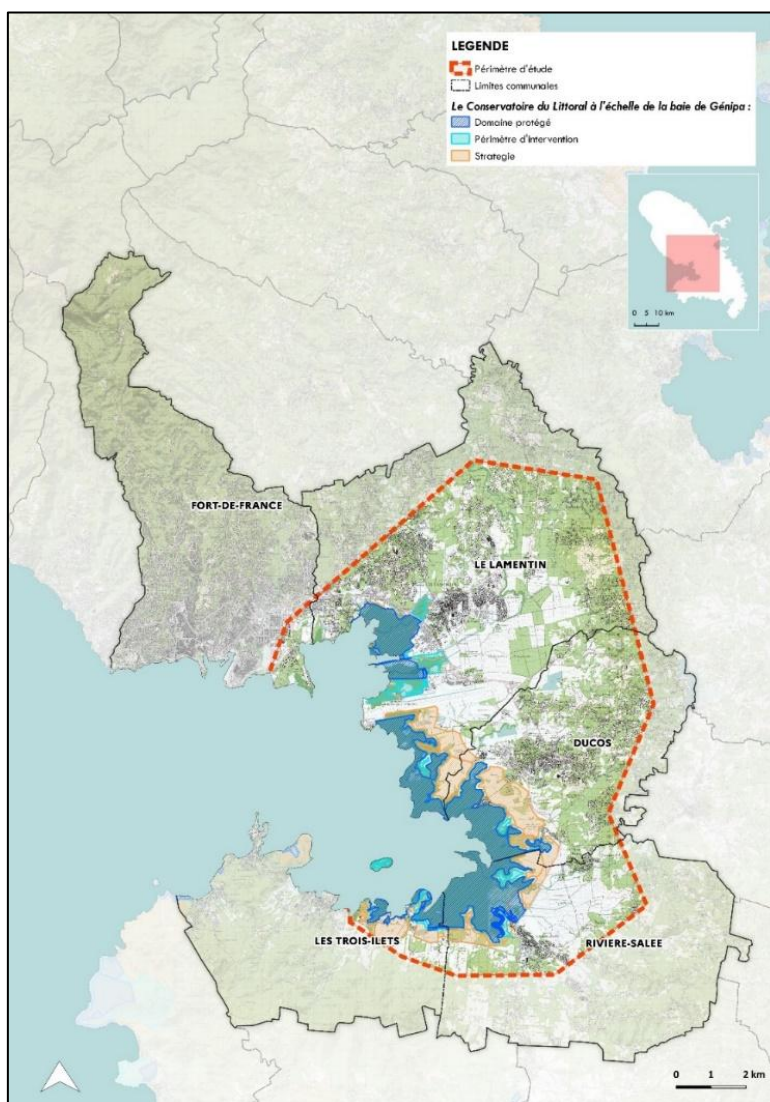 LEGENDE
Périmètre d'étude
Limites communales
Le Conservatoire du Littoral à l'échelle de la baie de Génipa :
Domaine protégé
Périmètre d'intervention
Strategie
0 5 10 km
FORT-DE-FRANCE
LE LAMENTIN
DUCOS
LES TROIS-ILETS
RIVIERE-SALEE
0 1 2 km